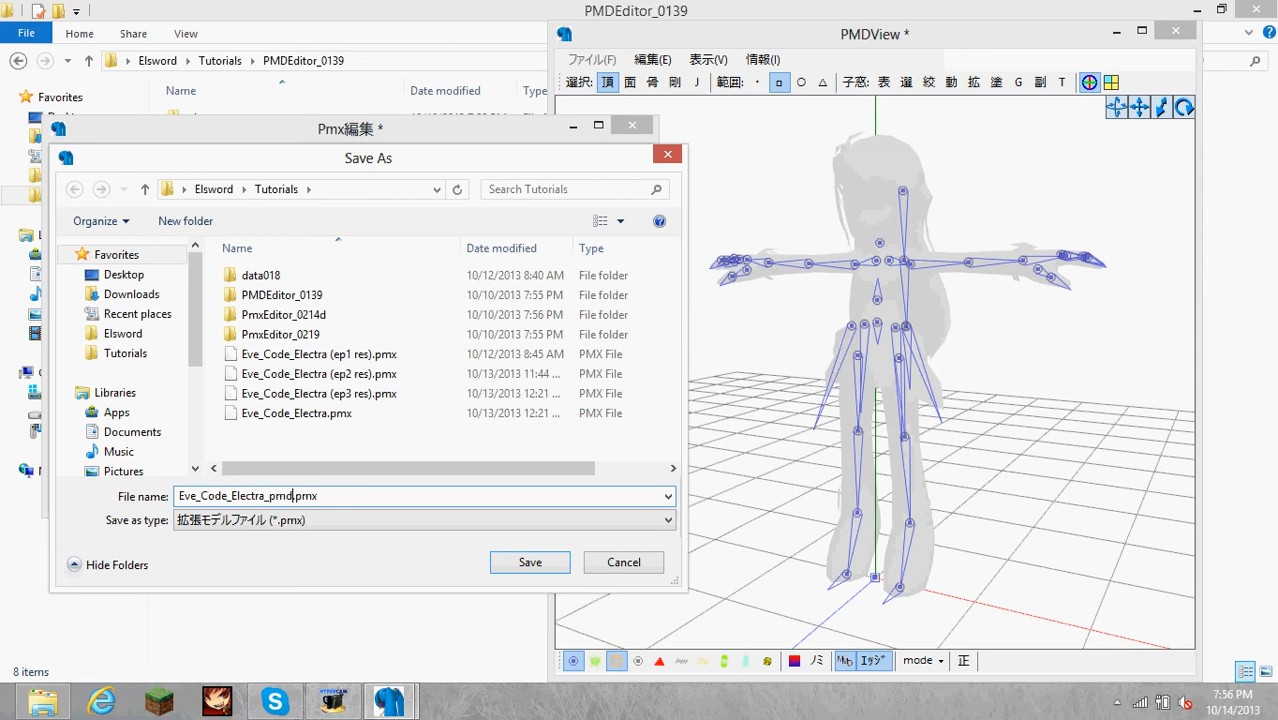 PMDEditor_0139
File Home Share View
Elsword Tutorials PMDEditor_0139
Favorites
Name Date modified Type
8 items
Pmx編集 *
Save As
Elsword Tutorials
Search Tutorials
Organize New folder
Favorites
Desktop
Downloads
Recent places
Elsword
Tutorials
Libraries
Apps
Documents
Music
Pictures
Name Date modified Type
data018 10/12/2013 8:40 AM File folder
PMDEditor_0139 10/10/2013 7:55 PM File folder
PmxEditor_0214d 10/10/2013 7:56 PM File folder
PmxEditor_0219 10/10/2013 7:55 PM File folder
Eve_Code_Electra (ep1 res).pmx 10/12/2013 8:45 AM PMX File
Eve_Code_Electra (ep2 res).pmx 10/13/2013 11:44 ... PMX File
Eve_Code_Electra (ep3 res).pmx 10/13/2013 12:21 ... PMX File
Eve_Code_Electra.pmx 10/13/2013 12:21 ... PMX File
File name: Eve_Code_Electra_prnd.pmx
Save as type: 拡張モデルファイル (*.pmx)
Hide Folders
Save Cancel
PMDView *
ファイル(F) 編集(E) 表示(V) 情報(I)
選択: 頂 面 骨 剛 J 範囲: 子窓: 表 選 絞 動 拡 塗 G 副 T
ﾉﾐ ｴｯｼﾞ mode 正
HYPERCAM
7:56 PM
10/14/2013